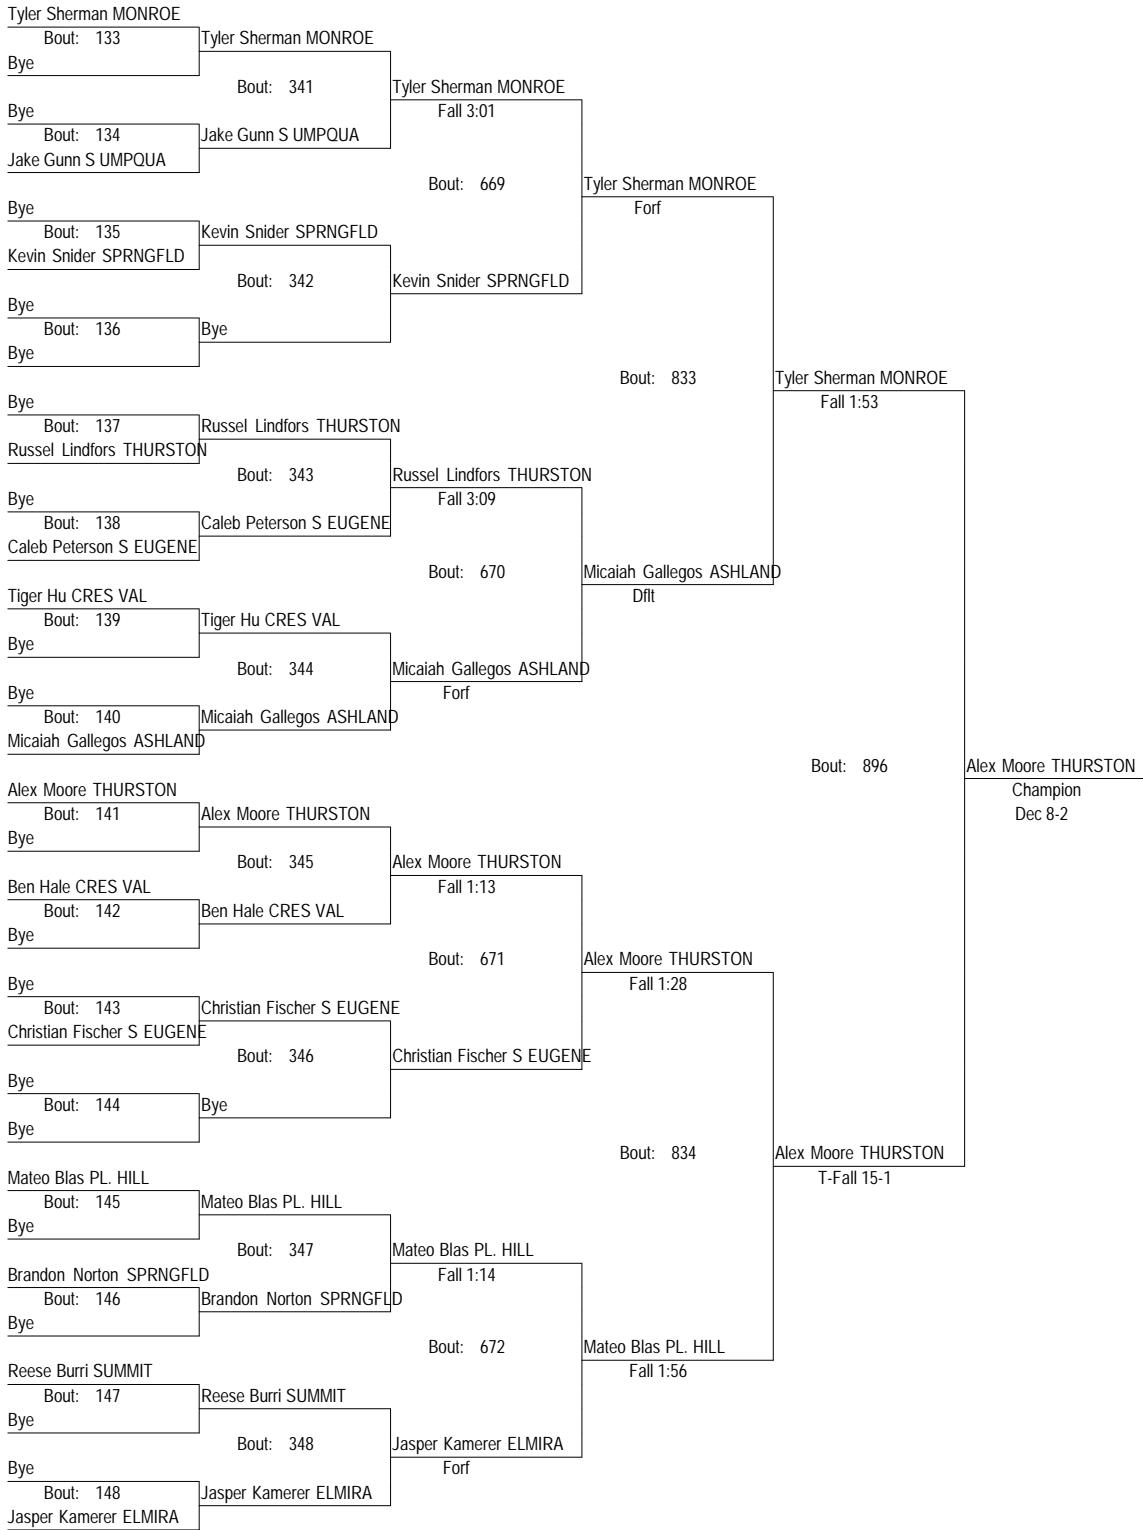 Tyler Sherman MONROE
Bout: 133
Tyler Sherman MONROE
Bye
Bout: 341
Tyler Sherman MONROE
Fall 3:01
Bye
Bout: 134
Jake Gunn S UMPQUA
Jake Gunn S UMPQUA
Bout: 669
Tyler Sherman MONROE
Forf
Bye
Bout: 135
Kevin Snider SPRNGFLD
Kevin Snider SPRNGFLD
Bout: 342
Kevin Snider SPRNGFLD
Bye
Bout: 136
Bye
Bye
Bout: 833
Tyler Sherman MONROE
Fall 1:53
Bye
Bout: 137
Russel Lindfors THURSTON
Russel Lindfors THURSTON
Bout: 343
Russel Lindfors THURSTON
Fall 3:09
Bye
Bout: 138
Caleb Peterson S EUGENE
Caleb Peterson S EUGENE
Bout: 670
Micaiah Gallegos ASHLAND
Dflt
Tiger Hu CRES VAL
Bout: 139
Tiger Hu CRES VAL
Bye
Bout: 344
Micaiah Gallegos ASHLAND
Forf
Bye
Bout: 140
Micaiah Gallegos ASHLAND
Micaiah Gallegos ASHLAND
Bout: 896
Alex Moore THURSTON
Champion
Dec 8-2
Alex Moore THURSTON
Bout: 141
Alex Moore THURSTON
Bye
Bout: 345
Alex Moore THURSTON
Fall 1:13
Ben Hale CRES VAL
Bout: 142
Ben Hale CRES VAL
Bye
Bout: 671
Alex Moore THURSTON
Fall 1:28
Bye
Bout: 143
Christian Fischer S EUGENE
Christian Fischer S EUGENE
Bout: 346
Christian Fischer S EUGENE
Bye
Bout: 144
Bye
Bye
Bout: 834
Alex Moore THURSTON
T-Fall 15-1
Mateo Blas PL. HILL
Bout: 145
Mateo Blas PL. HILL
Bye
Bout: 347
Mateo Blas PL. HILL
Fall 1:14
Brandon Norton SPRNGFLD
Bout: 146
Brandon Norton SPRNGFLD
Bye
Bout: 672
Mateo Blas PL. HILL
Fall 1:56
Reese Burri SUMMIT
Bout: 147
Reese Burri SUMMIT
Bye
Bout: 348
Jasper Kamerer ELMIRA
Forf
Bye
Bout: 148
Jasper Kamerer ELMIRA
Jasper Kamerer ELMIRA